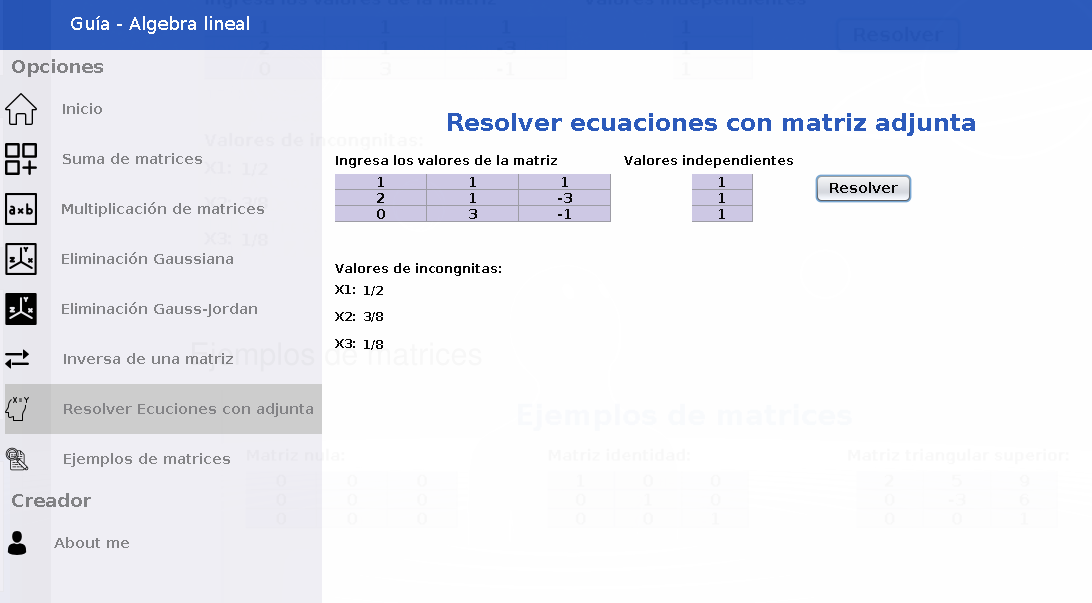 Guía - Algebra lineal
Opciones
Inicio
Suma de matrices
axb
Multiplicación de matrices
Eliminación Gaussiana
Eliminación Gauss-Jordan
Inversa de una matriz
X=Y
Resolver Ecuciones con adjunta
Ejemplos de matrices
Creador
About me
Resolver ecuaciones con matriz adjunta
Ingresa los valores de la matriz
Valores independientes
1 1 1 1
2 1 -3 1
0 3 -1 1
Resolver
Valores de incongnitas:
X1: 1/2
X2: 3/8
X3: 1/8
Ejemplos de matrices
Ejemplos de matrices
Matriz nula:
Matriz identidad:
Matriz triangular superior:
0 0 0 1 0 0 2 5 9
0 0 0 0 1 0 0 -3 6
0 0 0 0 0 1 0 0 1